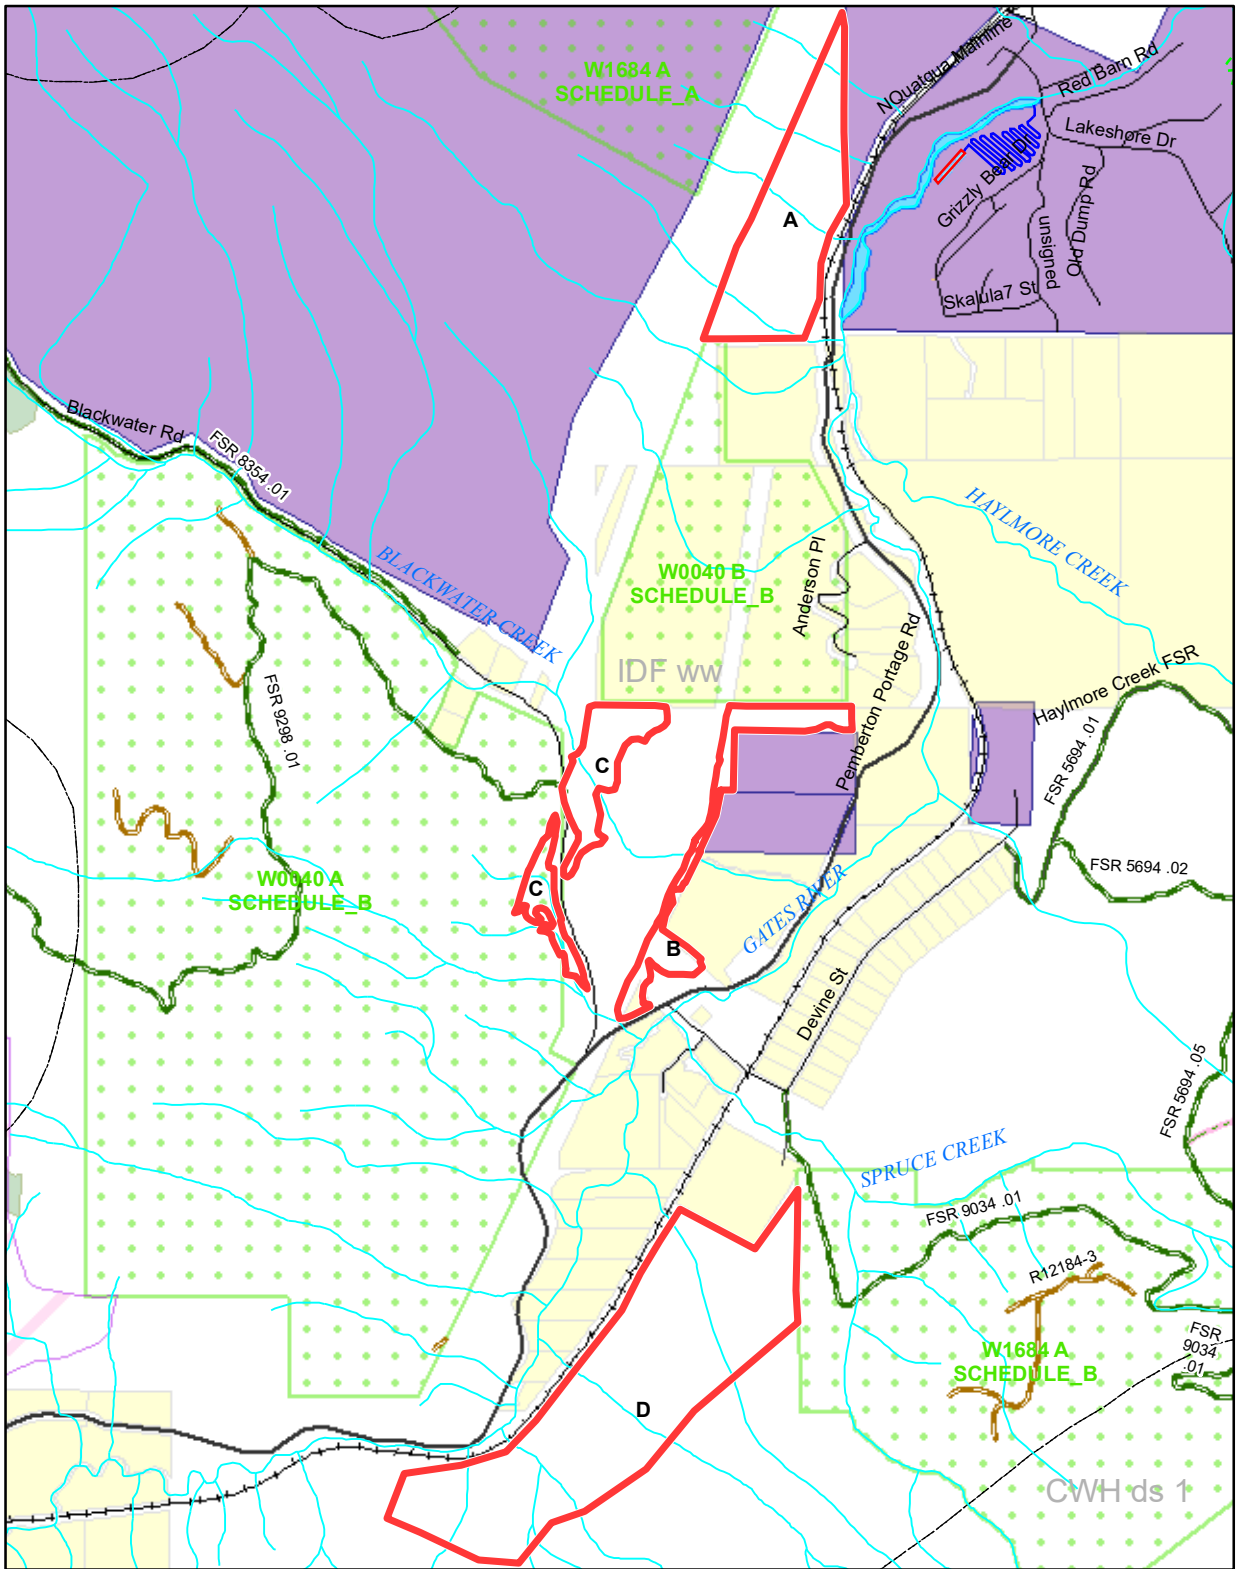 W1684 A
SCHEDULE_A
NQuatqua Mainline
Red Barn Rd
Lakeshore Dr
Grizzly Bear Dr
Old Dump Rd
unsigned
Skalula7 St
A
Blackwater Rd
FSR 8354 .01
BLACKWATER CREEK
HAYLMORE CREEK
W0040 B
SCHEDULE_B
Anderson Pl
IDF ww
Pemberton Portage Rd
Haylmore Creek FSR
FSR 9298 .01
FSR 5694 .01
C
FSR 5694 .02
W0040 A
SCHEDULE_B
C
B
GATES RIVER
Devine St
FSR 5694 .05
SPRUCE CREEK
FSR 9034 .01
R12184-3
FSR
9034
.01
W1684 A
SCHEDULE_B
D
CWH ds 1